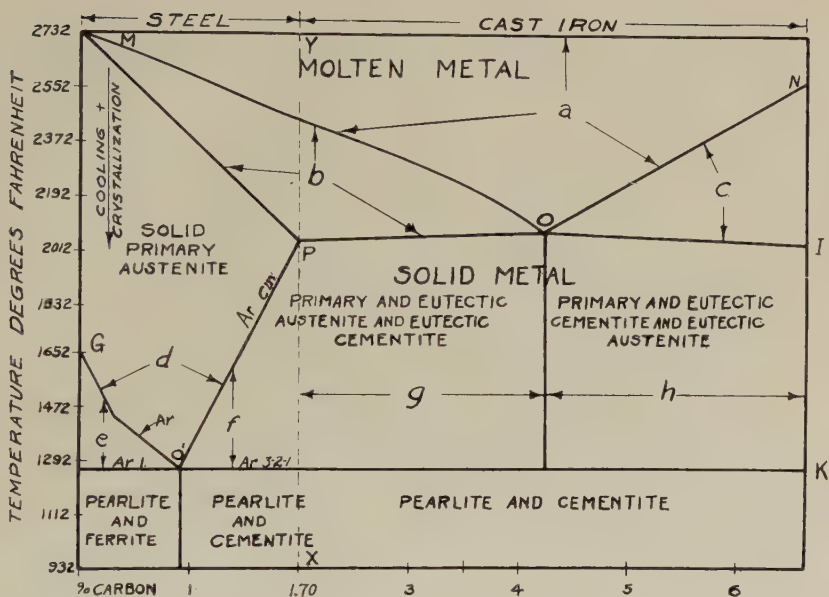 STEEL CAST IRON
2732 M Y
MOLTEN METAL N
2552
a
COOLING +
CRYSTALLIZATION
2372
b c
2192
O
SOLID
PRIMARY
AUSTENITE
2012 P I
SOLID METAL
Ar cm.
PRIMARY AND EUTECTIC
AUSTENITE AND EUTECTIC
CEMENTITE
PRIMARY AND EUTECTIC
CEMENTITE AND EUTECTIC
AUSTENITE
1832
G
1652
d
g h
1472
e Ar f
O'
1292 Ar 1. Ar 3-2-1 K
PEARLITE
AND
FERRITE
PEARLITE
AND
CEMENTITE
PEARLITE AND CEMENTITE
1112
X
932
% CARBON 1 1.70 3 4 5 6
TEMPERATURE DEGREES FAHRENHEIT